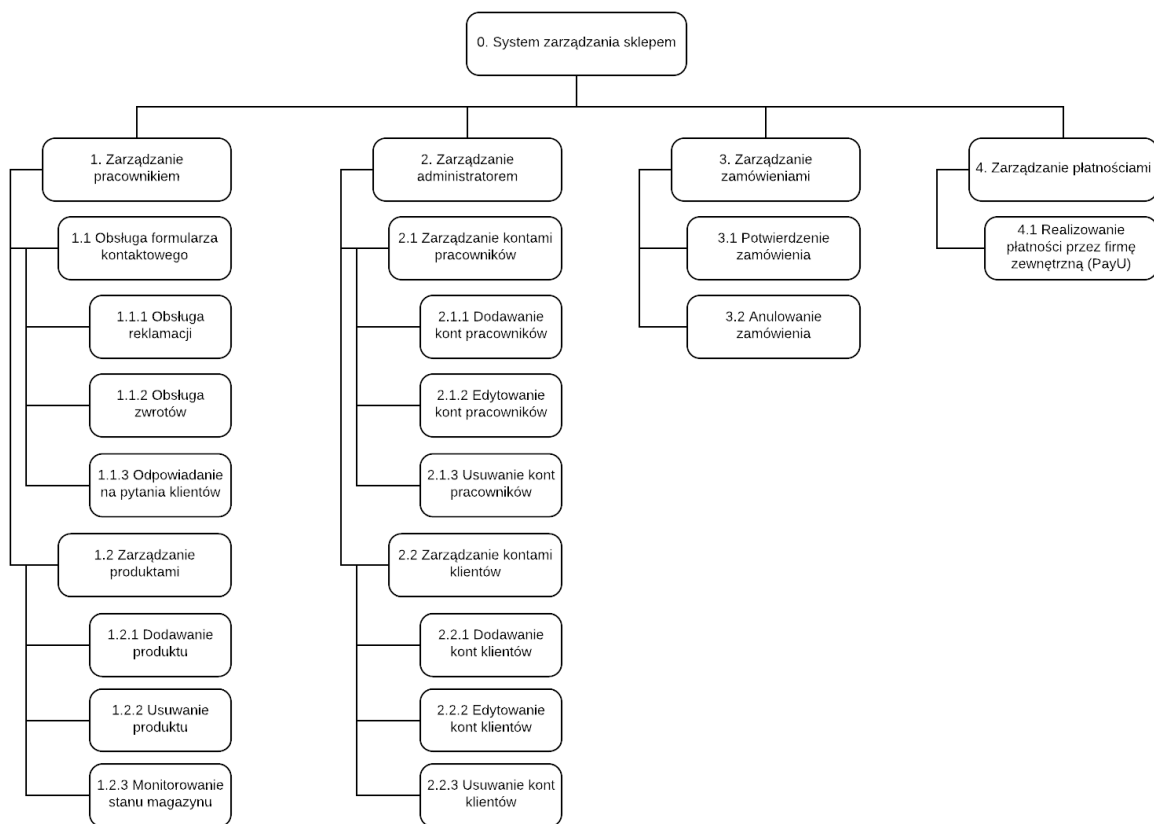 0. System zarządzania sklepem
1. Zarządzanie
pracownikiem
1.1 Obsługa formularza
kontaktowego
1.1.1 Obsługa
reklamacji
1.1.2 Obsługa
zwrotów
1.1.3 Odpowiadanie
na pytania klientów
1.2 Zarządzanie
produktami
1.2.1 Dodawanie
produktu
1.2.2 Usuwanie
produktu
1.2.3 Monitorowanie
stanu magazynu
2. Zarządzanie
administratorem
2.1 Zarządzanie kontami
pracowników
2.1.1 Dodawanie
kont pracowników
2.1.2 Edytowanie
kont pracowników
2.1.3 Usuwanie kont
pracowników
2.2 Zarządzanie kontami
klientów
2.2.1 Dodawanie
kont klientów
2.2.2 Edytowanie
kont klientów
2.2.3 Usuwanie kont
klientów
3. Zarządzanie
zamówieniami
3.1 Potwierdzenie
zamówienia
3.2 Anulowanie
zamówienia
4. Zarządzanie płatnościami
4.1 Realizowanie
płatności przez firmę
zewnętrzną (PayU)